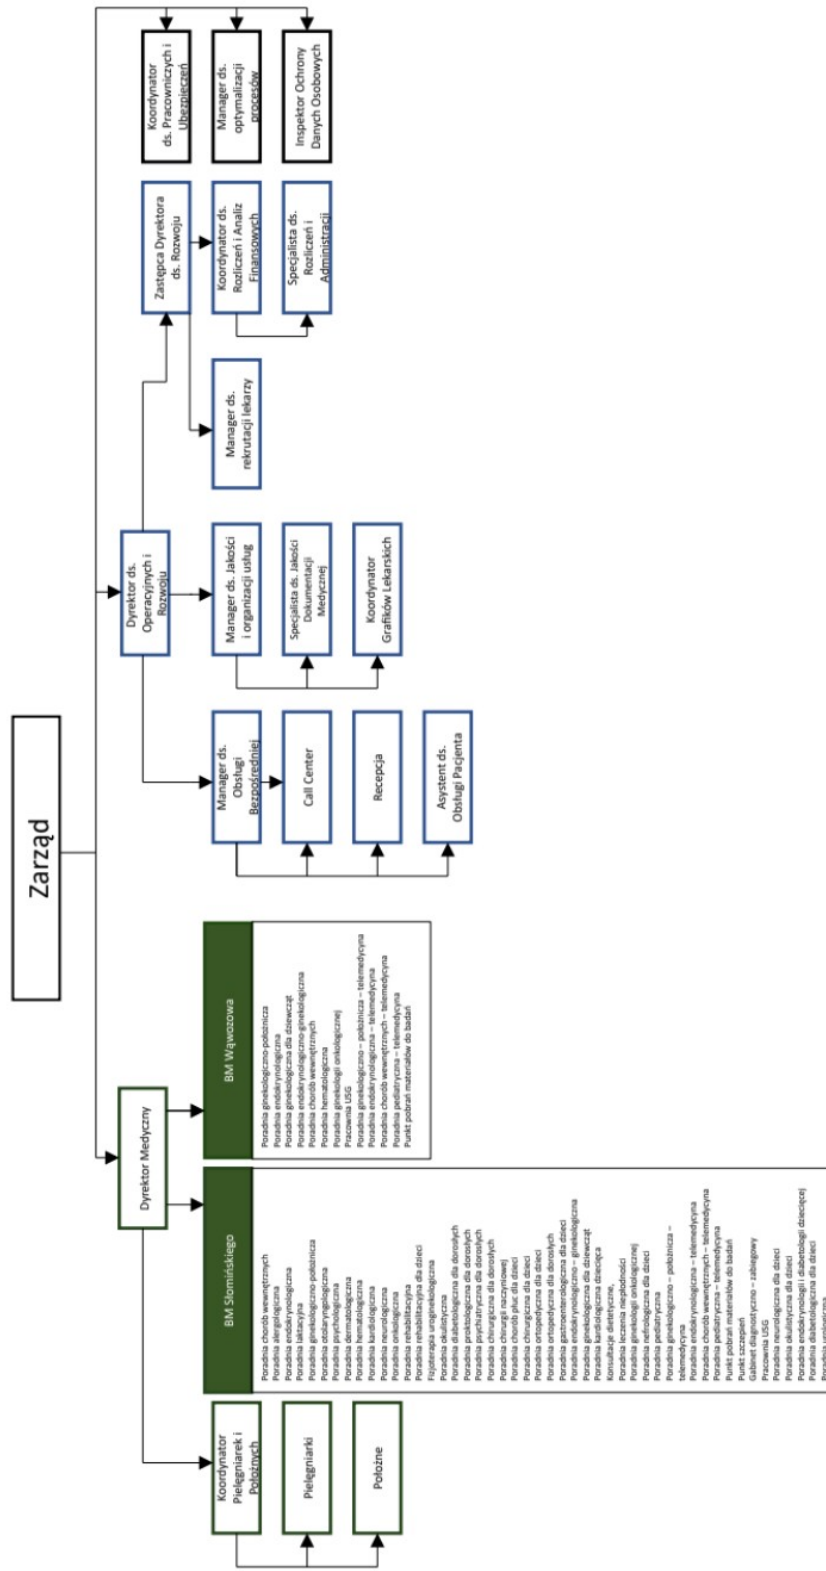 Zarząd
Dyrektor Medyczny
Dyrektor ds.
Operacyjnych i
Rozwoju
Koordynator
ds. Pracowniczych i
Ubezpieczeń
Manager ds.
optymalizacji
procesów
Inspektor Ochrony
Danych Osobowych
Zastępca Dyrektora
ds. Rozwoju
Koordynator ds.
Rozliczeń i Analiz
Finansowych
Specjalista ds.
Rozliczeń i
Administracji
Manager ds.
rekrutacji lekarzy
Manager ds. Jakości
i organizacji usług
Specjalista ds. Jakości
Dokumentacji
Medycznej
Koordynator
Grafików Lekarskich
Manager ds.
Obsługi
Bezpośredniej
Call Center
Recepcja
Asystent ds.
Obsługi Pacjenta
Koordynator
Pielęgniarek i
Położnych
Pielęgniarki
Położne
BM Słomińskiego
Poradnia chorób wewnętrznych
Poradnia alergologiczna
Poradnia endokrynologiczna
Poradnia laktacyjna
Poradnia ginekologiczno-położnicza
Poradnia otolaryngologiczna
Poradnia psychologiczna
Poradnia dermatologiczna
Poradnia hematologiczna
Poradnia kardiologiczna
Poradnia neurologiczna
Poradnia onkologiczna
Poradnia rehabilitacyjna
Poradnia rehabilitacyjna dla dzieci
Fizjoterapia uroginekologiczna
Poradnia okulistyczna
Poradnia diabetologiczna dla dorosłych
Poradnia proktologiczna dla dorosłych
Poradnia psychiatryczna dla dorosłych
Poradnia chirurgiczna dla dorosłych
Poradnia chirurgii naczyniowej
Poradnia chorób płuc dla dzieci
Poradnia chirurgiczna dla dzieci
Poradnia ortopedyczna dla dzieci
Poradnia ortopedyczna dla dorosłych
Poradnia gastroenterologiczna dla dzieci
Poradnia endokrynologiczno – ginekologiczna
Poradnia ginekologiczna dla dziewcząt
Poradnia kardiologiczna dziecięca
Konsultacje dietetyczne,
Poradnia leczenia niepłodności
Poradnia ginekologii onkologicznej
Poradnia nefrologiczna dla dzieci
Poradnia pediatryczna
Poradnia ginekologiczno – położnicza –
telemedycyna
Poradnia endokrynologiczna – telemedycyna
Poradnia chorób wewnętrznych – telemedycyna
Poradnia pediatryczna – telemedycyna
Punkt pobrań materiałów do badań
Punkt szczepień
Gabinet diagnostyczno – zabiegowy
Pracownia USG
Poradnia neurologiczna dla dzieci
Poradnia okulistyczna dla dzieci
Poradnia endokrynologii i diabetologii dziecięcej
Poradnia diabetologiczna dla dzieci
BM Wąwozowa
Poradnia ginekologiczno-położnicza
Poradnia endokrynologiczna
Poradnia ginekologiczna dla dziewcząt
Poradnia endokrynologiczno-ginekologiczna
Poradnia chorób wewnętrznych
Poradnia hematologiczna
Poradnia ginekologii onkologicznej
Pracownia USG
Poradnia ginekologiczno – położnicza – telemedycyna
Poradnia endokrynologiczna – telemedycyna
Poradnia chorób wewnętrznych – telemedycyna
Poradnia pediatryczna – telemedycyna
Punkt pobrań materiałów do badań